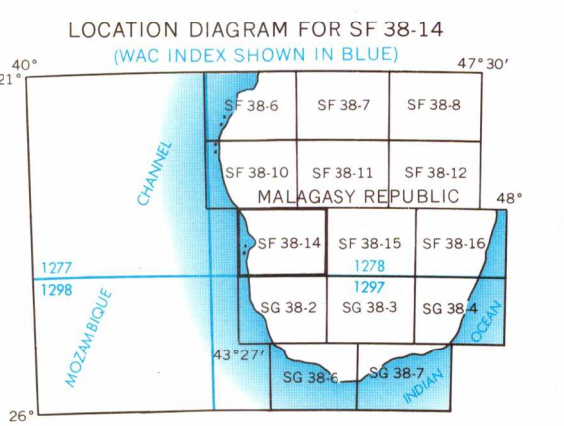 LOCATION DIAGRAM FOR SF 38-14
(WAC INDEX SHOWN IN BLUE)
40°
47°30′
21°
SF 38-6
SF 38-7
SF 38-8
CHANNEL
SF 38-10
SF 38-11
SF 38-12
MALAGASY REPUBLIC
48°
SF 38-14
SF 38-15
SF 38-16
1277
1278
1298
1297
MOZAMBIQUE
SG 38-2
SG 38-3
SG 38-4
OCEAN
43°27′
SG 38-6
SG 38-7
INDIAN
26°